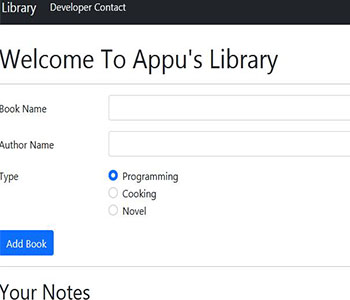 Library Developer Contact
Welcome To Appu's Library
Book Name
Author Name
Type Programming
Cooking
Novel
Add Book
Your Notes